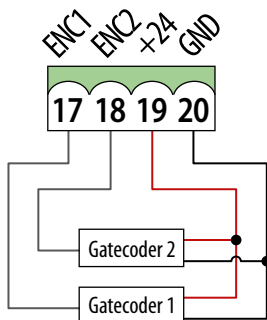 ENC1 ENC2 +24 GND
17 18 19 20
Gatecoder 2
Gatecoder 1